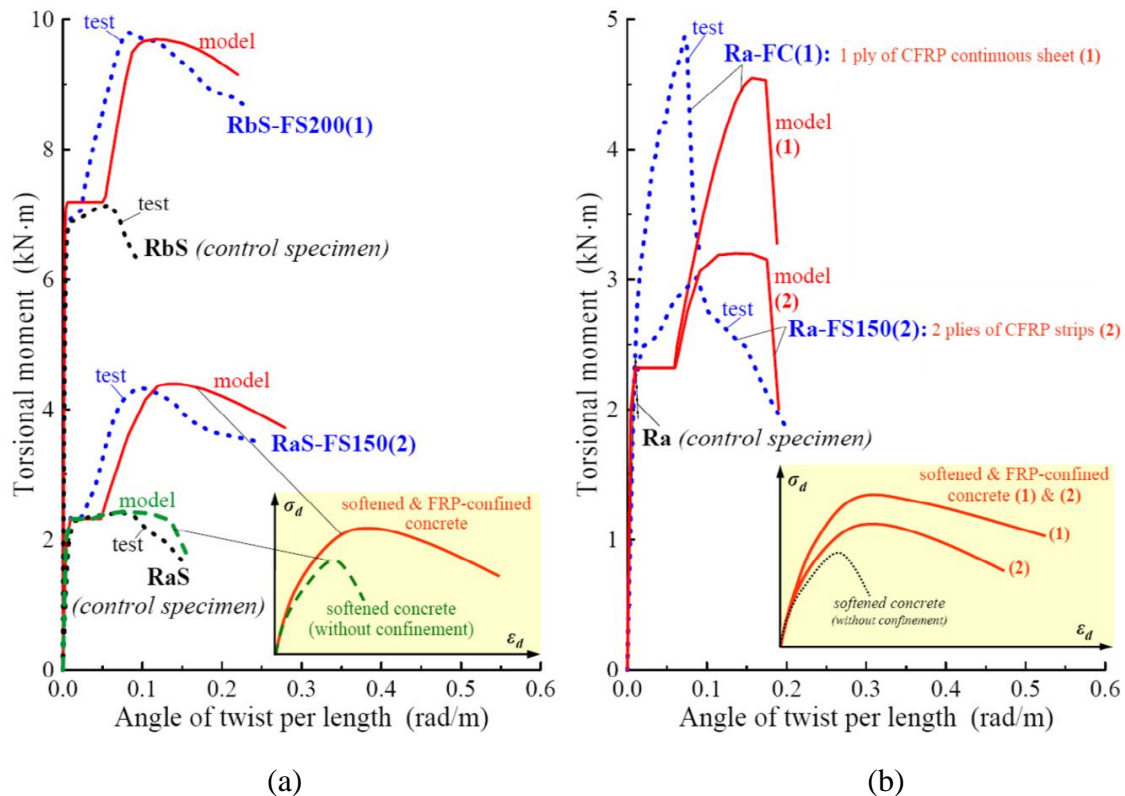 10
8
6
4
2
0
Torsional moment (kN·m)
0.0 0.1 0.2 0.3 0.4 0.5 0.6
Angle of twist per length (rad/m)
test
model
RbS-FS200(1)
test
RbS (control specimen)
test
model
RaS-FS150(2)
model
test
RaS
(control specimen)
σd
softened & FRP-confined
concrete
softened concrete
(without confinement)
εd
(a)
5
4
3
2
1
0
Torsional moment (kN·m)
0.0 0.1 0.2 0.3 0.4 0.5 0.6
Angle of twist per length (rad/m)
test
Ra-FC(1): 1 ply of CFRP continuous sheet (1)
model
(1)
model
(2)
test
Ra-FS150(2): 2 plies of CFRP strips (2)
Ra (control specimen)
σd
softened & FRP-confined
concrete (1) & (2)
(1)
(2)
softened concrete
(without confinement)
εd
(b)